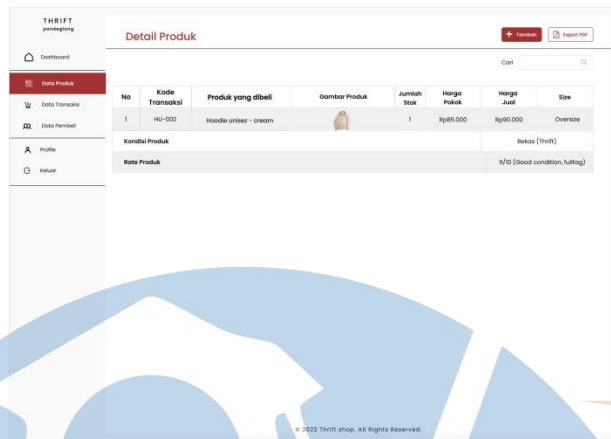 THRIFT
pandeglang
Dashboard
Data Produk
Data Transaksi
Data Pembeli
Profile
Keluar
Detail Produk
+ Tambah
Export PDF
Cari
No Kode Transaksi Produk yang dibeli Gambar Produk Jumlah Stok Harga Pokok Harga Jual Size
1 HU-002 Hoodie unisez - cream 1 Rp85.000 Rp90.000 Oversize
Kondisi Produk Bekas (Thrift)
Rate Produk 9/10 (Good condition, fulltag)
© 2022 Thrift shop. All Rights Reserved.